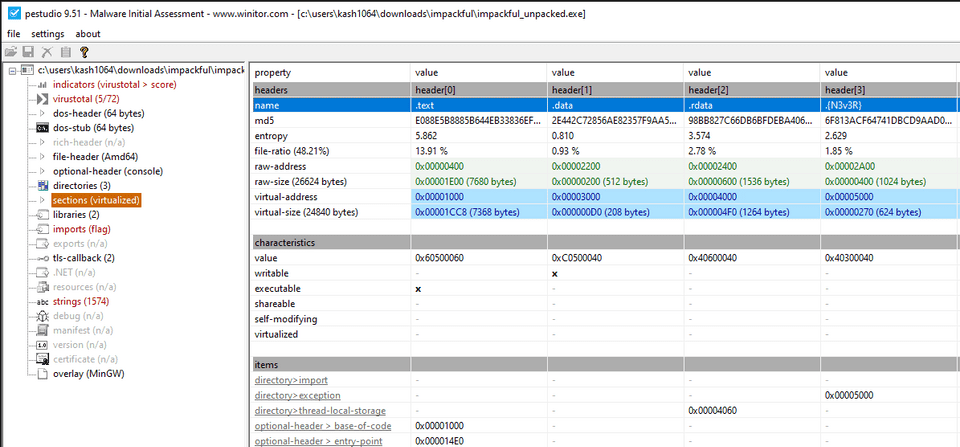 pestudio 9.51 - Malware Initial Assessment - www.winitor.com - [c:\users\kash1064\downloads\impackful\impackful_unpacked.exe]
file settings about
c:\users\kash1064\downloads\impackful\impack
indicators (virustotal > score)
virustotal (5/72)
dos-header (64 bytes)
dos-stub (64 bytes)
rich-header (n/a)
file-header (Amd64)
optional-header (console)
directories (3)
sections (virtualized)
libraries (2)
imports (flag)
exports (n/a)
tls-callback (2)
.NET (n/a)
resources (n/a)
abc strings (1574)
debug (n/a)
manifest (n/a)
version (n/a)
certificate (n/a)
overlay (MinGW)
property value value value value
headers header[0] header[1] header[2] header[3]
name .text .data .rdata .{N3v3R}
md5 E088E5B8885B644EB33836EF... 2E442C72856AE82357F9AA5... 98BB827C66DB6BFDEBA406... 6F813ACF64741DBCD9AAD0...
entropy 5.862 0.810 3.574 2.629
file-ratio (48.21%) 13.91 % 0.93 % 2.78 % 1.85 %
raw-address 0x00000400 0x00002200 0x00002400 0x00002A00
raw-size (26624 bytes) 0x00001E00 (7680 bytes) 0x00000200 (512 bytes) 0x00000600 (1536 bytes) 0x00000400 (1024 bytes)
virtual-address 0x00001000 0x00003000 0x00004000 0x00005000
virtual-size (24840 bytes) 0x00001CC8 (7368 bytes) 0x000000D0 (208 bytes) 0x000004F0 (1264 bytes) 0x00000270 (624 bytes)
characteristics
value 0x60500060 0xC0500040 0x40600040 0x40300040
writable - x - -
executable x - - -
shareable - - - -
self-modifying - - - -
virtualized - - - -
items
directory>import - - - -
directory>exception - - - 0x00005000
directory>thread-local-storage - - 0x00004060 -
optional-header > base-of-code 0x00001000 - - -
optional-header > entry-point 0x000014E0 - - -